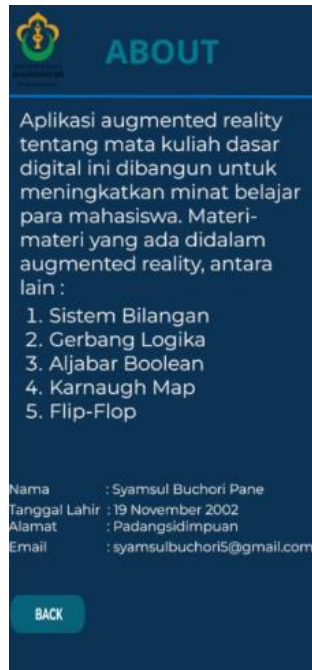 ABOUT
Aplikasi augmented reality
tentang mata kuliah dasar
digital ini dibangun untuk
meningkatkan minat belajar
para mahasiswa. Materi-
materi yang ada didalam
augmented reality, antara
lain :
1. Sistem Bilangan
2. Gerbang Logika
3. Aljabar Boolean
4. Karnaugh Map
5. Flip-Flop
Nama : Syamsul Buchori Pane
Tanggal Lahir : 19 November 2002
Alamat : Padangsidimpuan
Email : syamsulbuchori5@gmail.com
BACK